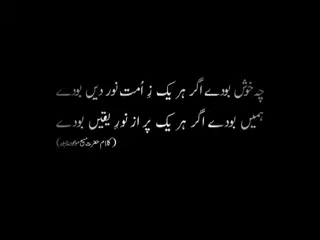 چہ خوش بودے اگر ہر یک زِ اُمت نور دیں بودے
ہمیں بودے اگر ہر یک پر از نورِ یقیں بودے
(کلام حضرت مسیح موعود